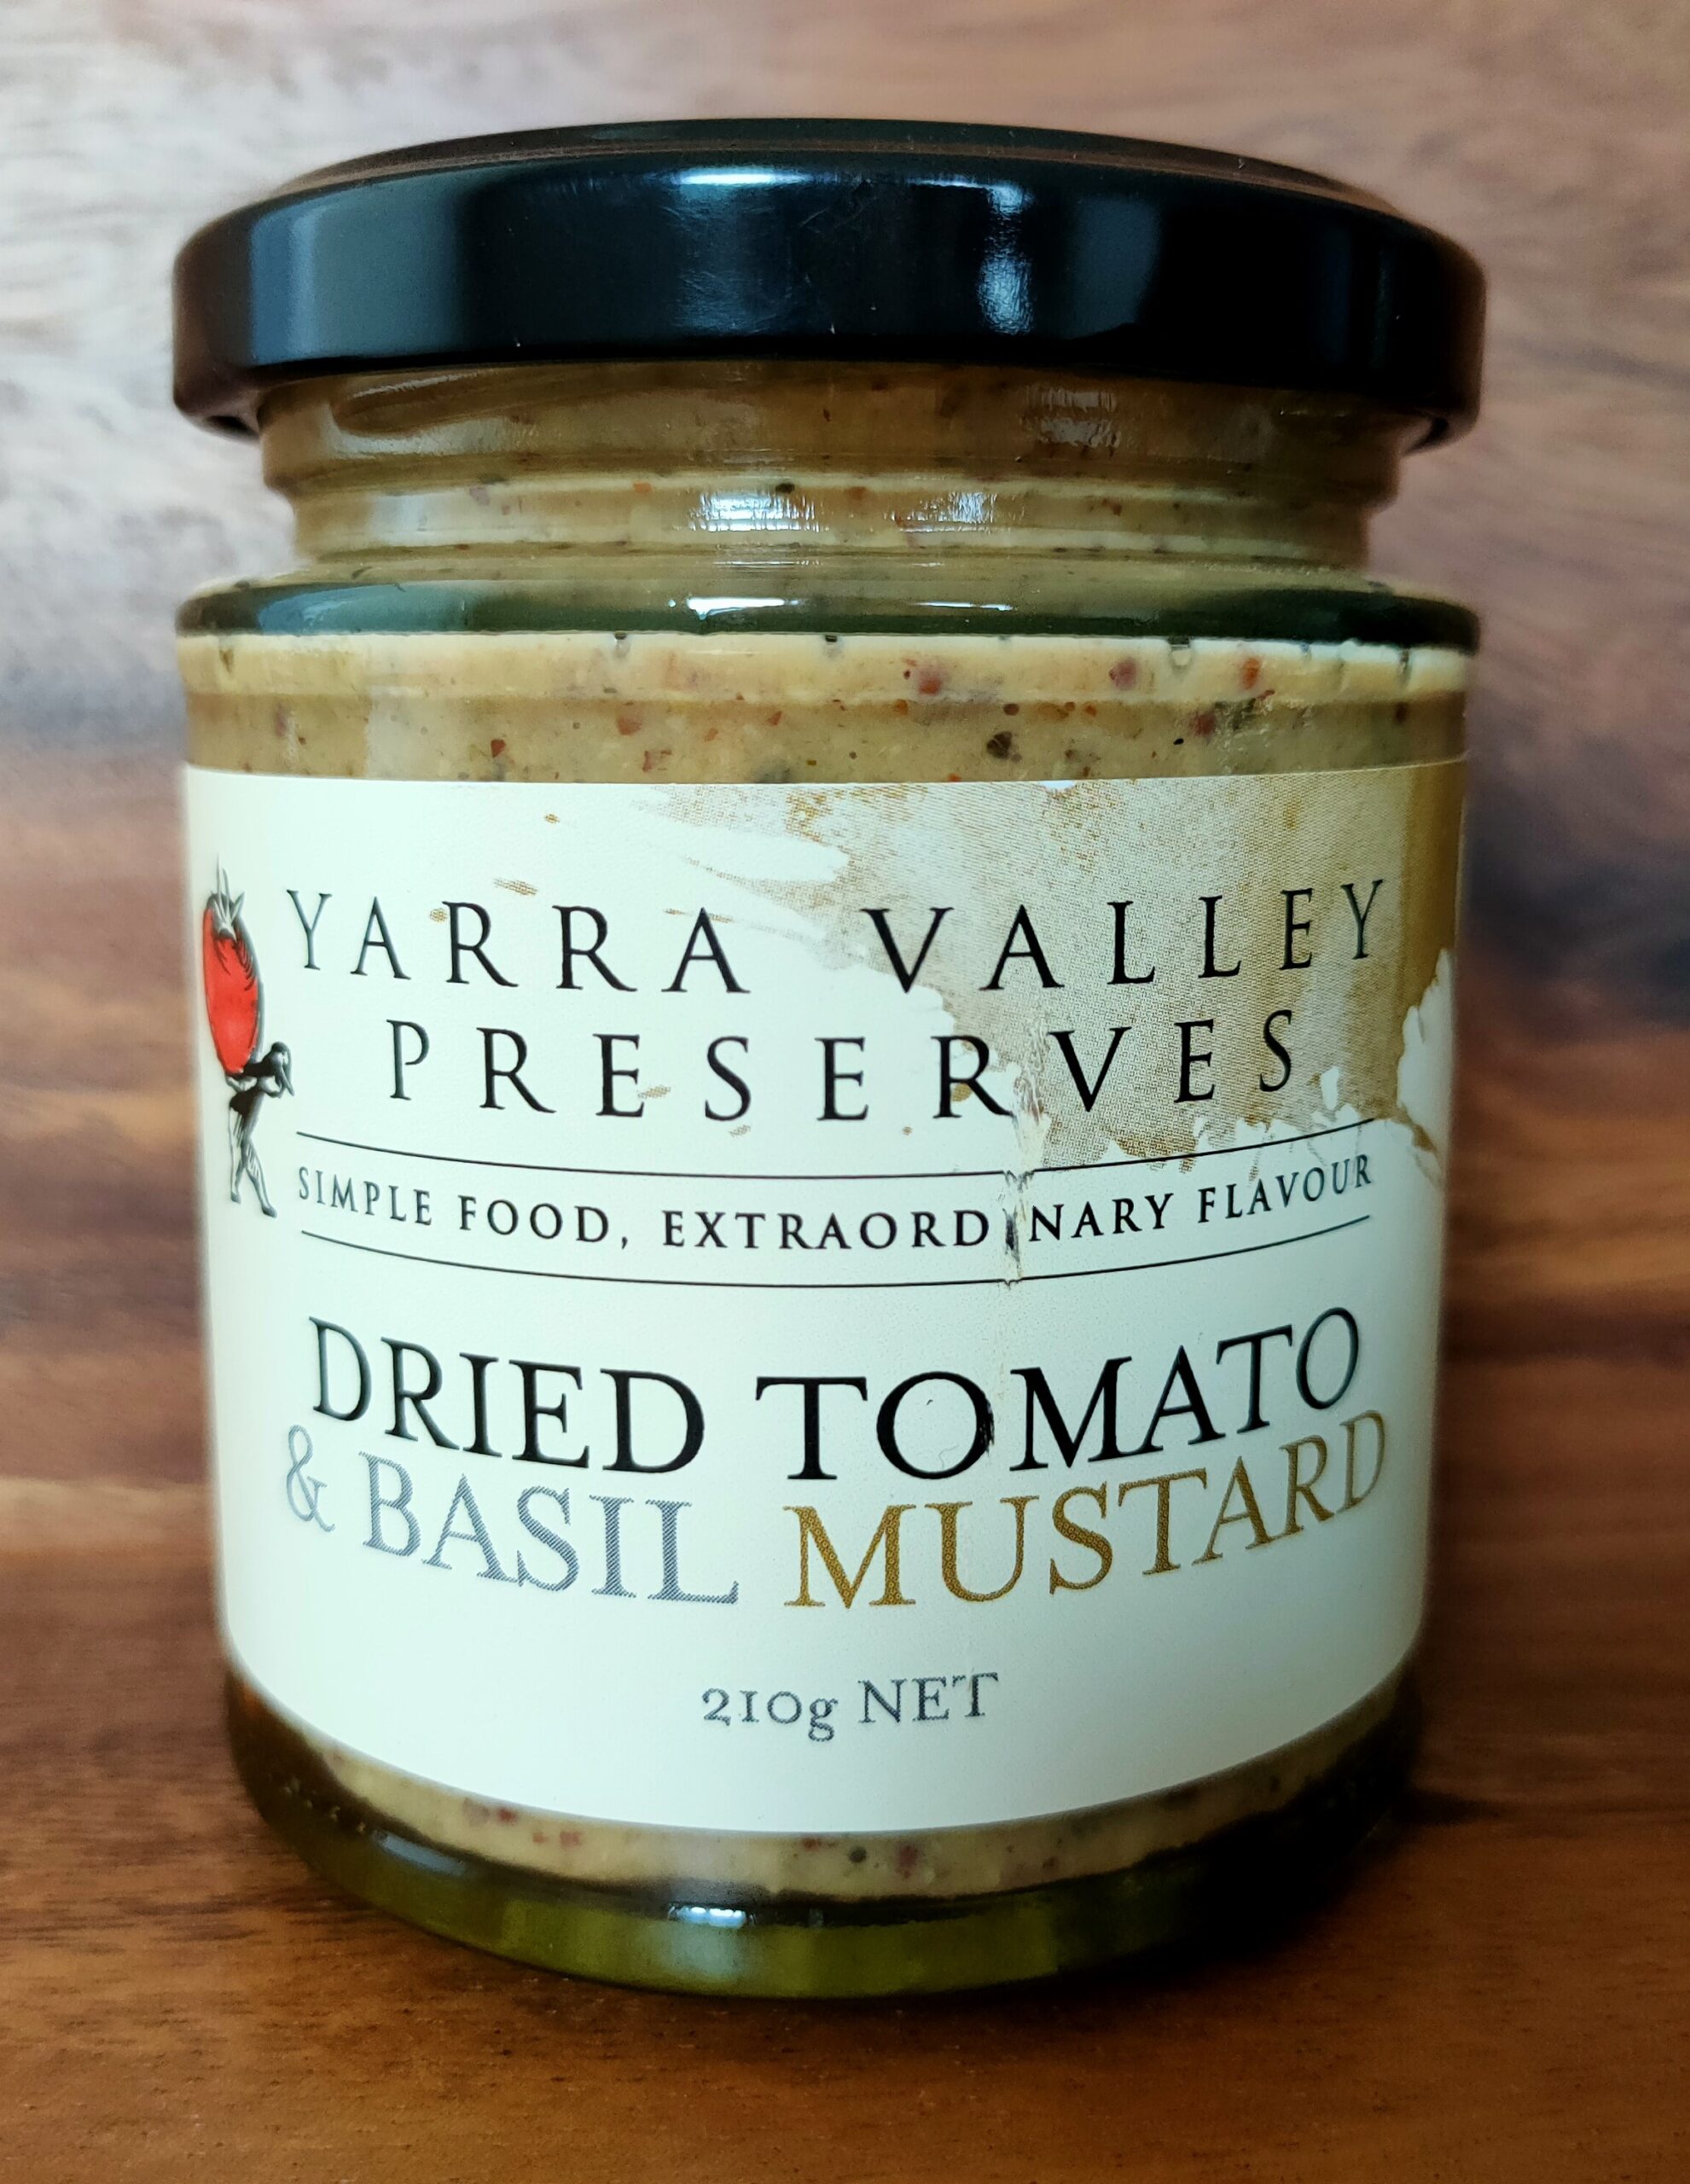 YARRA VALLEY
PRESERVES
SIMPLE FOOD, EXTRAORDINARY FLAVOUR
DRIED TOMATO
& BASIL MUSTARD
210g NET